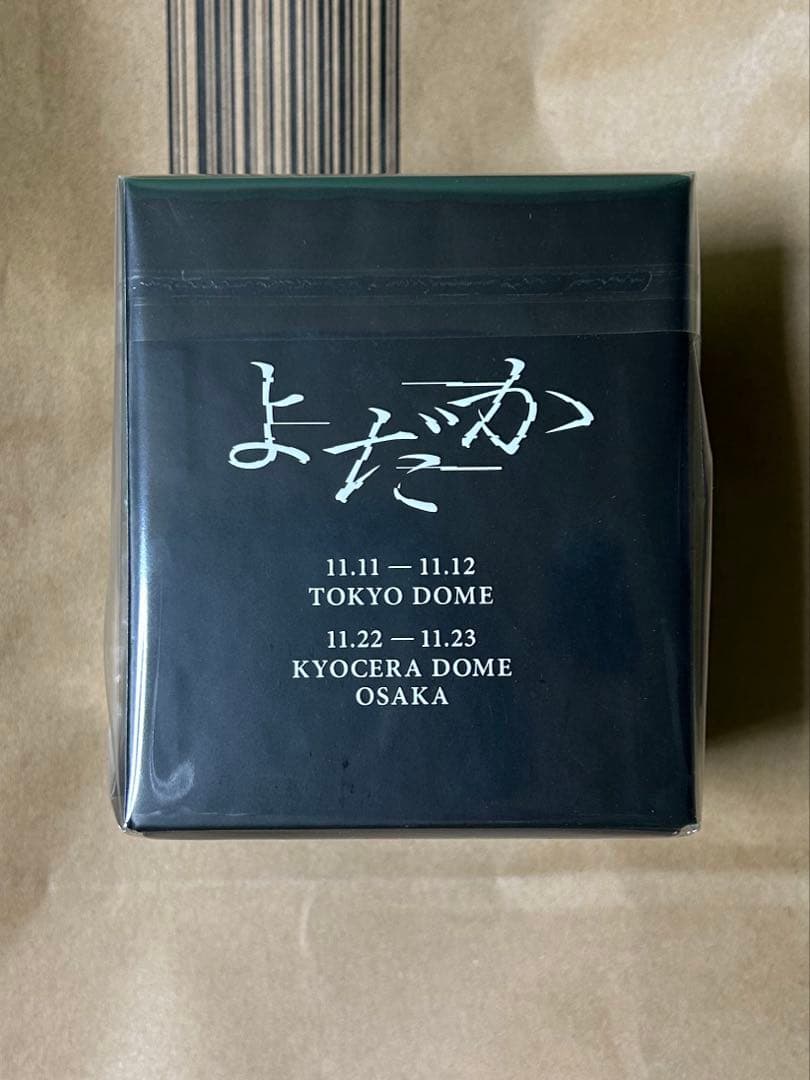 よだか
11.11 — 11.12
TOKYO DOME
11.22 — 11.23
KYOCERA DOME
OSAKA